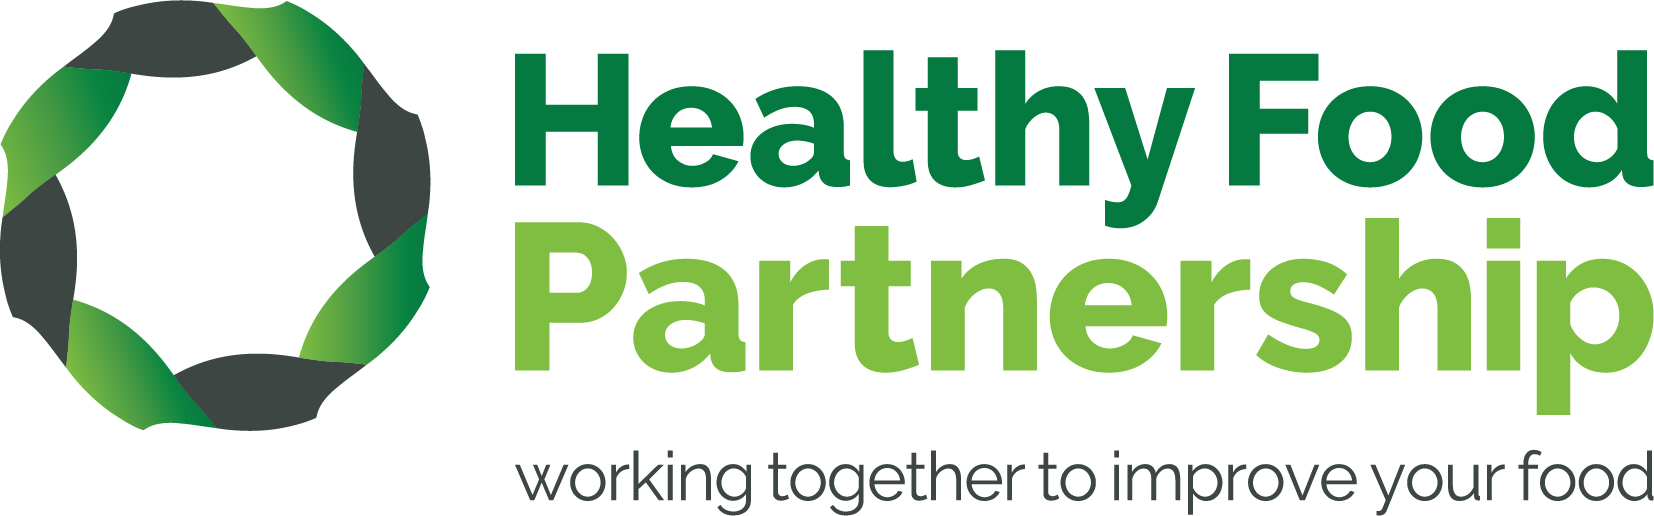 Healthy Food
Partnership
working together to improve your food